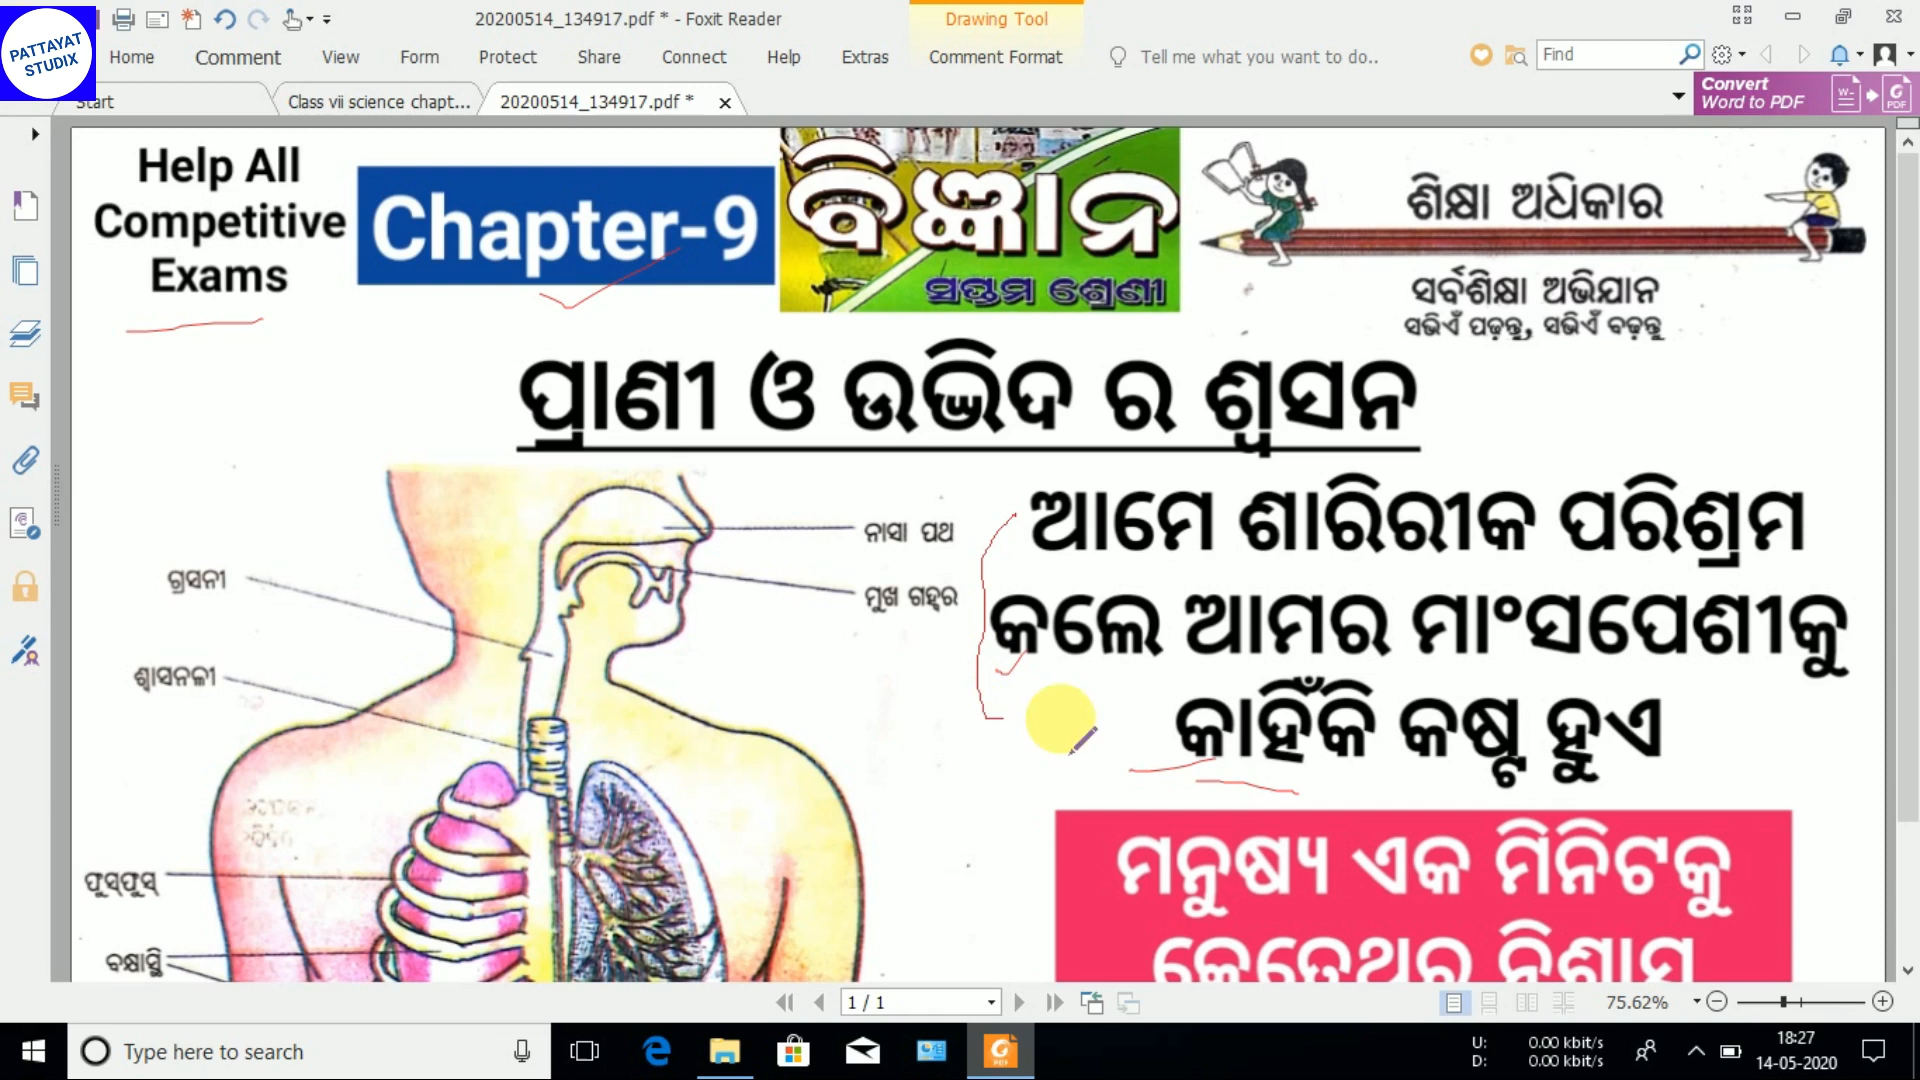 20200514_134917.pdf * - Foxit Reader
Drawing Tool
PATTAYAT
STUDIX
Home
Comment
View
Form
Protect
Share
Connect
Help
Extras
Comment Format
Tell me what you want to do..
Find
Start
Class vii science chapt...
20200514_134917.pdf *
Convert
Word to PDF
Help All
Competitive
Exams
Chapter-9
ବିଜ୍ଞାନ
ସପ୍ତମ ଶ୍ରେଣୀ
ଶିକ୍ଷା ଅଧିକାର
ସର୍ବଶିକ୍ଷା ଅଭିଯାନ
ସଭିଏଁ ପଢ଼ନ୍ତୁ, ସଭିଏଁ ବଢ଼ନ୍ତୁ
ପ୍ରାଣୀ ଓ ଉଦ୍ଭିଦ ର ଶ୍ଵସନ
ନାସା ପଥ
ମୁଖ ଗହ୍ବର
ଗ୍ରସନୀ
ଶ୍ୱାସନଳୀ
ଫୁସ୍‌ଫୁସ୍
ବକ୍ଷାସ୍ଥି
ଆମେ ଶାରିରୀକ ପରିଶ୍ରମ
କଲେ ଆମର ମାଂସପେଶୀକୁ
କାହିଁକି କଷ୍ଟ ହୁଏ
ମନୁଷ୍ୟ ଏକ ମିନିଟକୁ
କେତେଥର ନିଶ୍ଵାସ
1 / 1
75.62%
Type here to search
U: 0.00 kbit/s
D: 0.00 kbit/s
18:27
14-05-2020